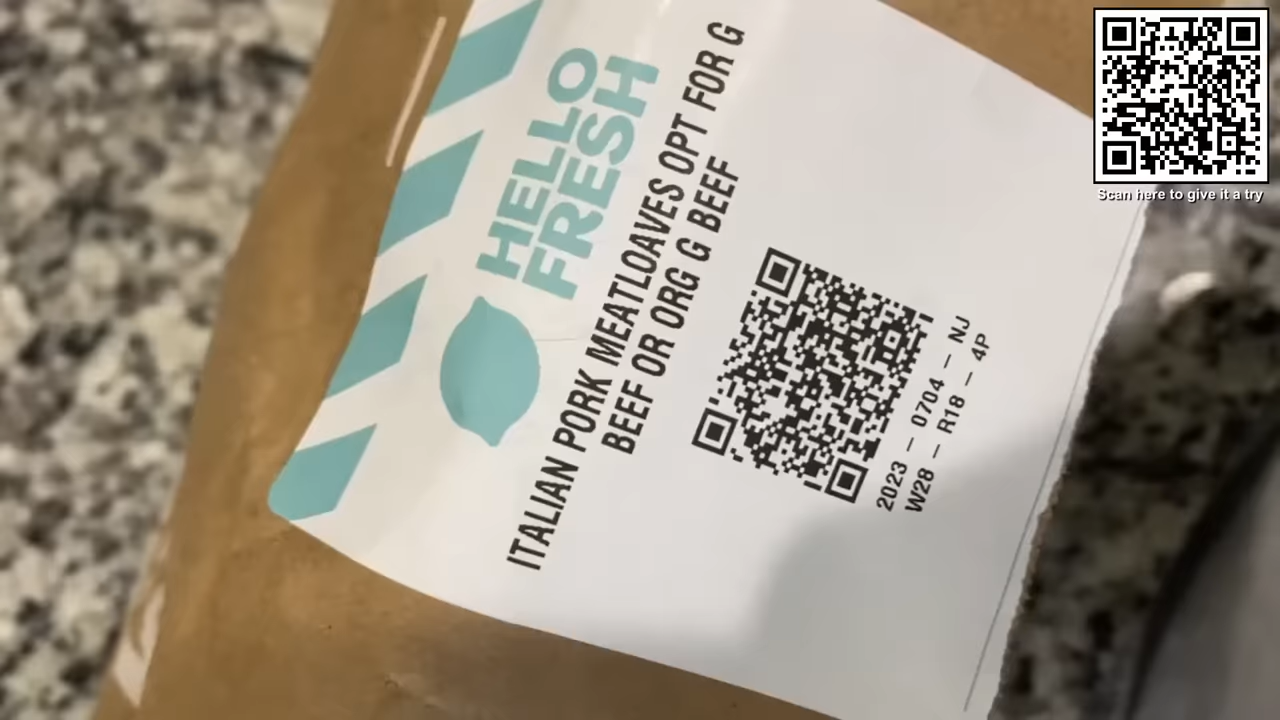 HELLO
FRESH
ITALIAN PORK MEATLOAVES OPT FOR G
BEEF OR ORG G BEEF
2023 – 0704 – NJ
W28 – R18 – 4P
Scan here to give it a try